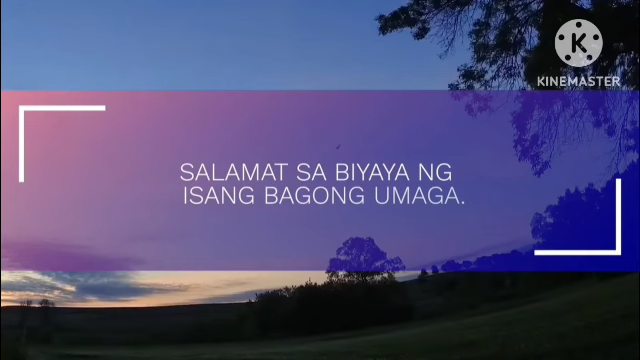 K
KINEMASTER
SALAMAT SA BIYAYA NG
ISANG BAGONG UMAGA.